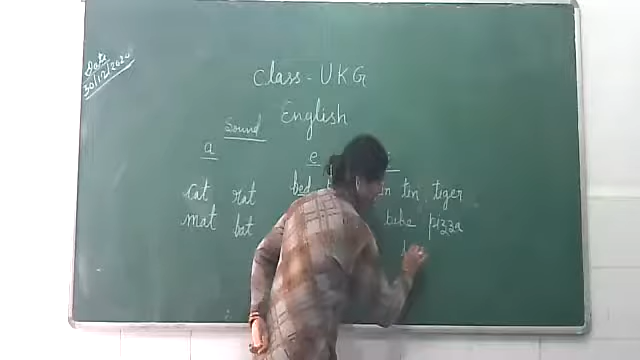 Date
30/12/2020
Class - UKG
English
Sound
a e
cat rat bed tin tiger
mat bat pizza